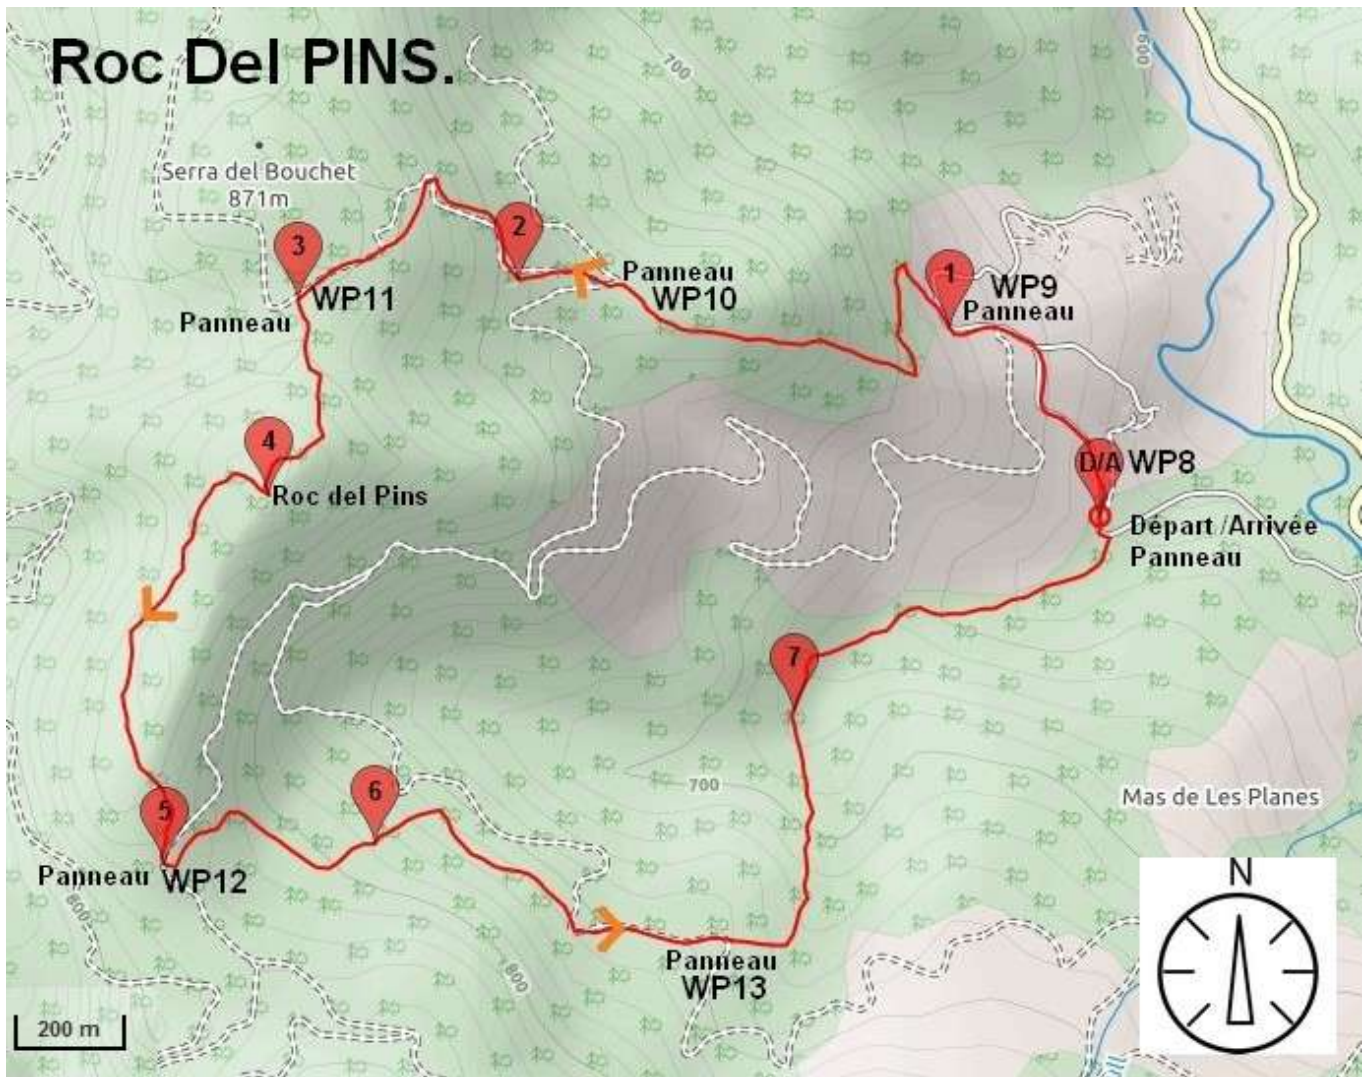 Roc Del PINS.
700
600
Serra del Bouchet
871m
2
3
1
Panneau
WP10
WP9
Panneau
WP11
Panneau
4
D/A WP8
Roc del Pins
Départ /Arrivée
Panneau
7
700
6
5
Mas de Les Planes
Panneau WP12
800
800
Panneau
WP13
N
200 m